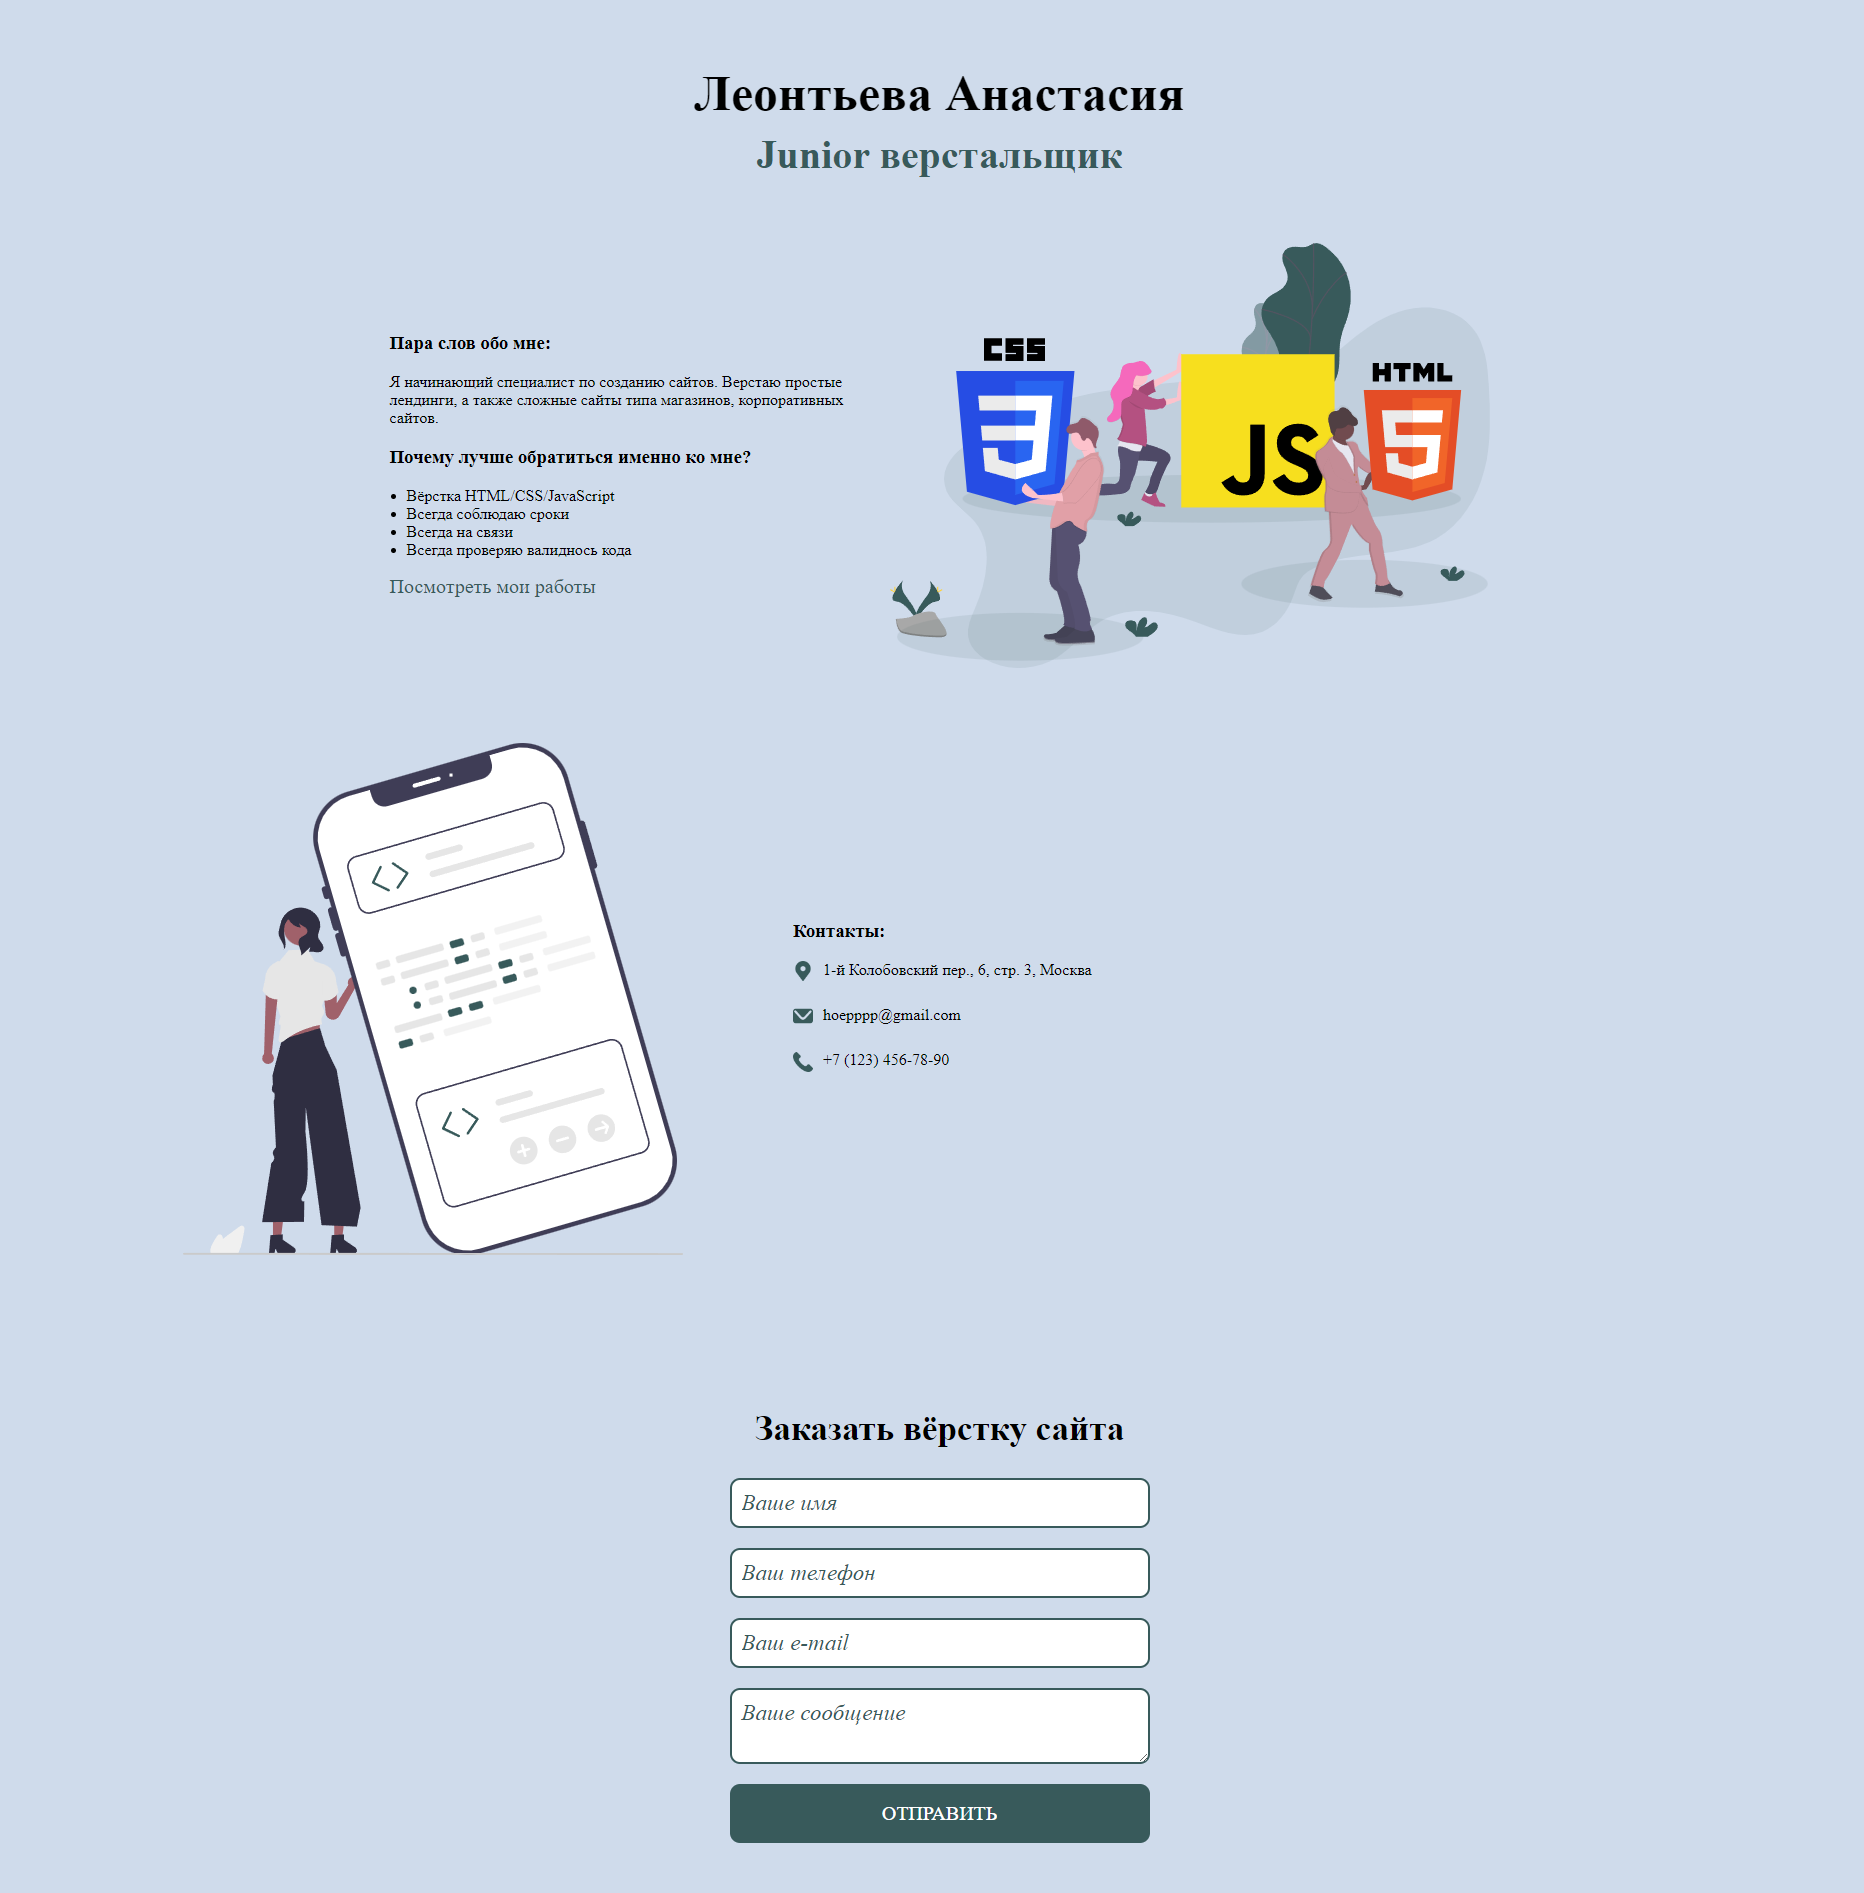 Леонтьева Анастасия
Junior верстальщик
Пара слов обо мне:
Я начинающий специалист по созданию сайтов. Верстаю простые
лендинги, а также сложные сайты типа магазинов, корпоративных
сайтов.
Почему лучше обратиться именно ко мне?
Вёрстка HTML/CSS/JavaScript
Всегда соблюдаю сроки
Всегда на связи
Всегда проверяю валиднось кода
Посмотреть мои работы
CSS
JS
HTML
Контакты:
1-й Колобовский пер., 6, стр. 3, Москва
hoepppp@gmail.com
+7 (123) 456-78-90
Заказать вёрстку сайта
Ваше имя
Ваш телефон
Ваш e-mail
Ваше сообщение
ОТПРАВИТЬ